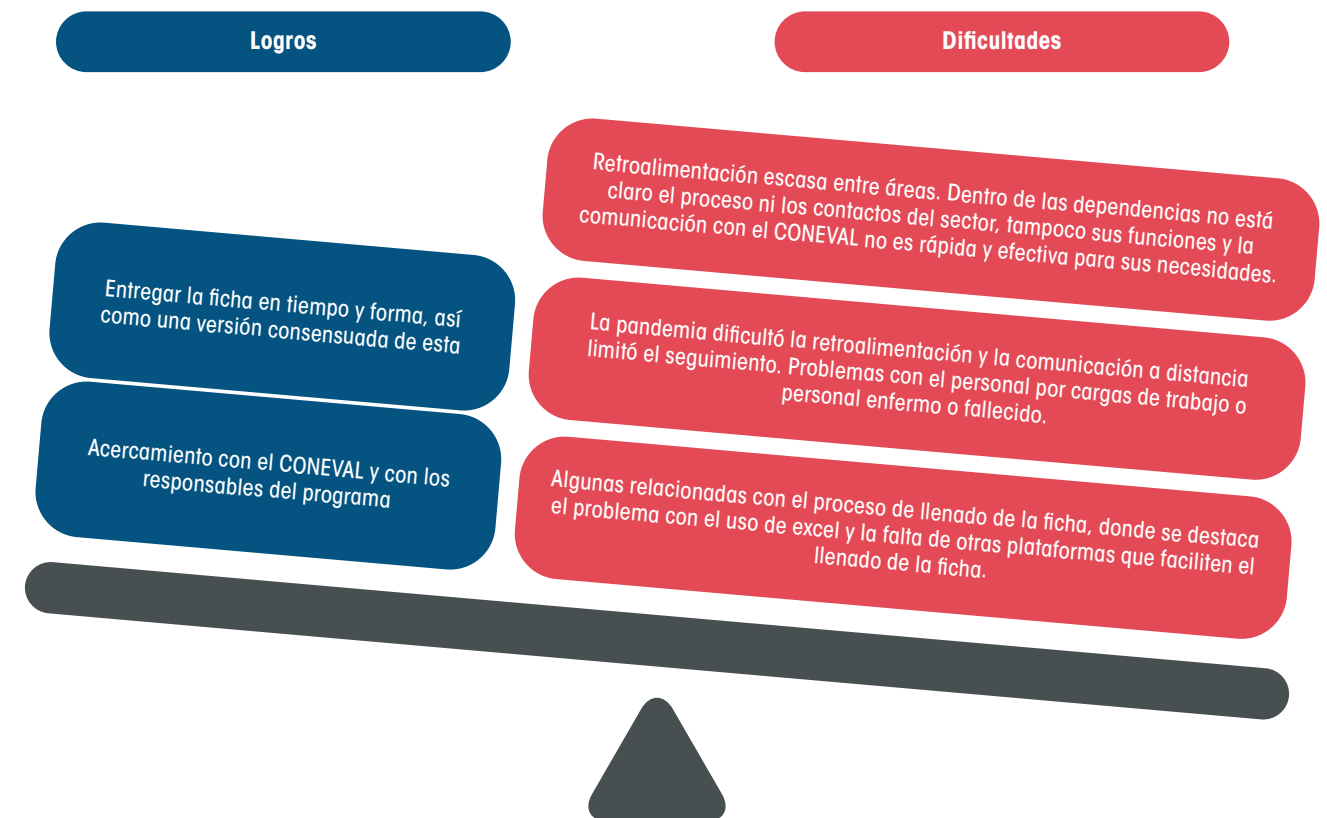 Logros
Entregar la ficha en tiempo y forma, así
como una versión consensuada de esta
Acercamiento con el CONEVAL y con los
responsables del programa
Dificultades
Retroalimentación escasa entre áreas. Dentro de las dependencias no está
claro el proceso ni los contactos del sector, tampoco sus funciones y la
comunicación con el CONEVAL no es rápida y efectiva para sus necesidades.
La pandemia dificultó la retroalimentación y la comunicación a distancia
limitó el seguimiento. Problemas con el personal por cargas de trabajo o
personal enfermo o fallecido.
Algunas relacionadas con el proceso de llenado de la ficha, donde se destaca
el problema con el uso de excel y la falta de otras plataformas que faciliten el
llenado de la ficha.